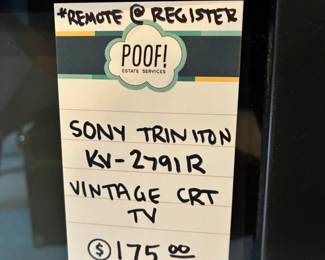 *REMOTE @ REGISTER
POOF!
ESTATE SERVICES
SONY TRINITON
KV-2791R
VINTAGE CRT
TV
$175.00